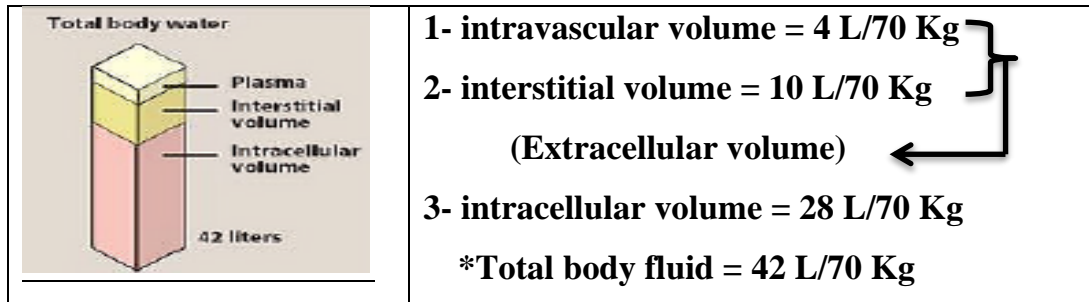 Total body water
Plasma
Interstitial
volume
Intracellular
volume
42 liters
1- intravascular volume = 4 L/70 Kg
2- interstitial volume = 10 L/70 Kg
(Extracellular volume)
3- intracellular volume = 28 L/70 Kg
*Total body fluid = 42 L/70 Kg